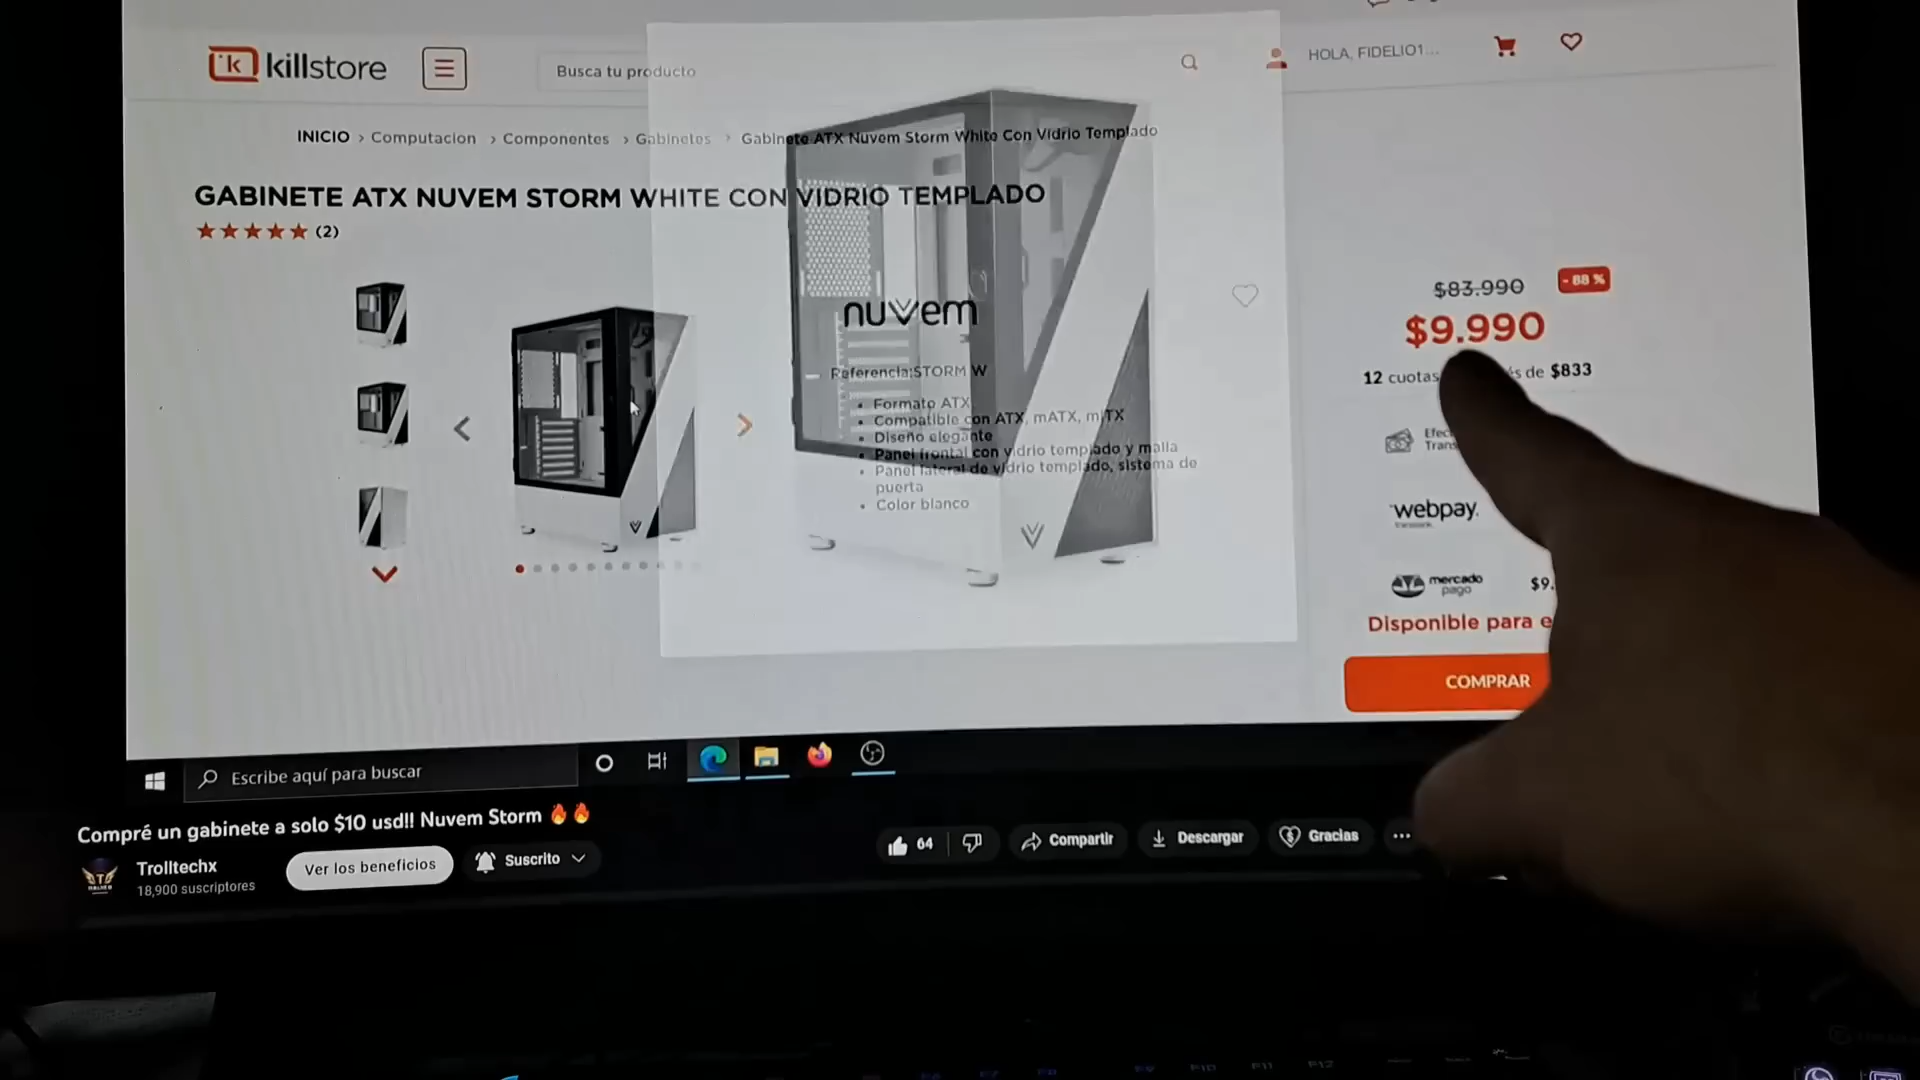 killstore
Busca tu producto
HOLA, FIDELIO1...
INICIO > Computacion > Componentes > Gabinetes > Gabinete ATX Nuvem Storm White Con Vidrio Templado
GABINETE ATX NUVEM STORM WHITE CON VIDRIO TEMPLADO
(2)
$83.990 - 88 %
$9.990
12 cuotas de $833
nuvem
Referencia:STORM W
• Formato ATX
• Compatible con ATX, mATX, mITX
• Diseño elegante
• Panel frontal con vidrio templado y malla
• Panel lateral de vidrio templado, sistema de
puerta
• Color blanco
webpay.
mercado
pago
$9.
Disponible para e
COMPRAR
Escribe aquí para buscar
Compré un gabinete a solo $10 usd!! Nuvem Storm 🔥🔥
Trolltechx
18,900 suscriptores
Ver los beneficios
Suscrito
64
Compartir
Descargar
Gracias